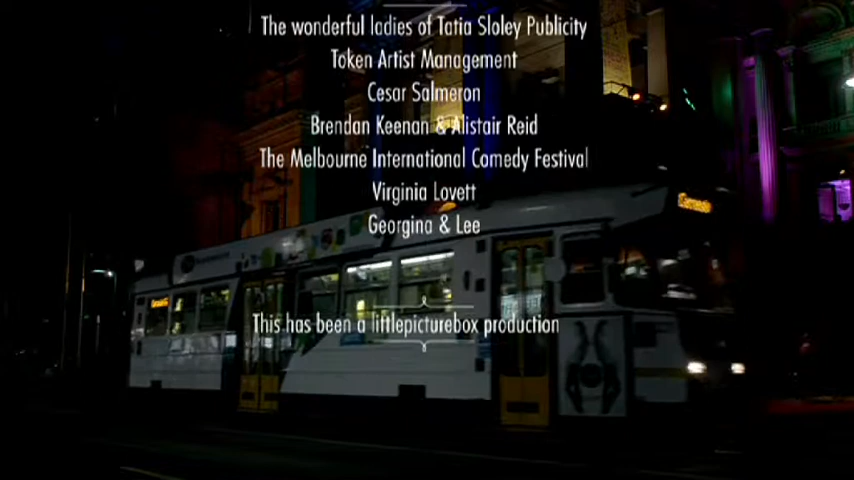 The wonderful ladies of Tatia Sloley Publicity
Token Artist Management
Cesar Salmeron
Brendan Keenan & Alistair Reid
The Melbourne International Comedy Festival
Virginia Lovett
Georgina & Lee
This has been a littlepicturebox production